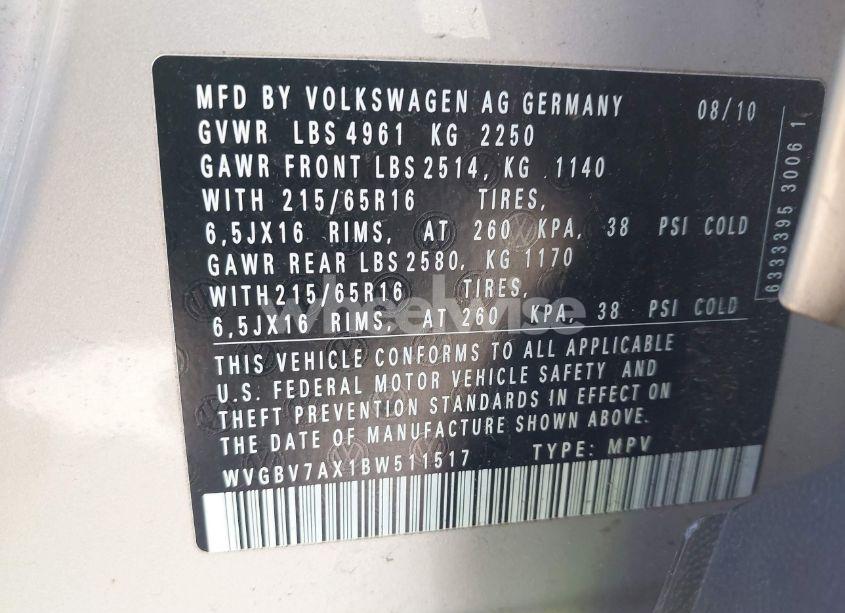 MFD BY VOLKSWAGEN AG GERMANY 08/10
GVWR LBS 4961 KG 2250
GAWR FRONT LBS 2514, KG 1140
WITH 215/65R16 TIRES,
6,5JX16 RIMS, AT 260 KPA, 38 PSI COLD
GAWR REAR LBS 2580, KG 1170
WITH 215/65R16 TIRES,
6,5JX16 RIMS, AT 260 KPA, 38 PSI COLD
THIS VEHICLE CONFORMS TO ALL APPLICABLE
U.S. FEDERAL MOTOR VEHICLE SAFETY AND
THEFT PREVENTION STANDARDS IN EFFECT ON
THE DATE OF MANUFACTURE SHOWN ABOVE.
WVGBV7AX1BW511517 TYPE: MPV
6333395 3006 1
wheelwise